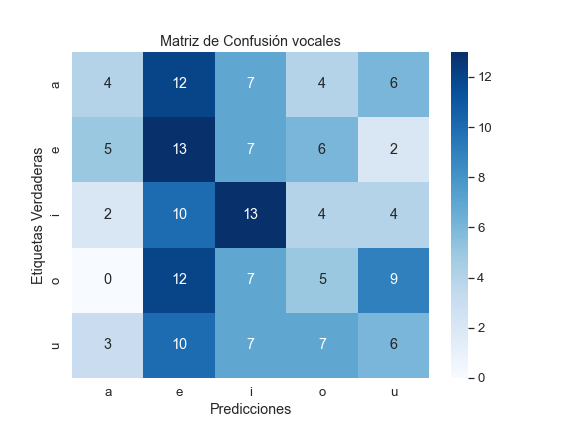 Matriz de Confusión vocales
a 4 12 7 4 6
e 5 13 7 6 2
i 2 10 13 4 4
o 0 12 7 5 9
u 3 10 7 7 6
a e i o u
Predicciones
Etiquetas Verdaderas
12
10
8
6
4
2
0